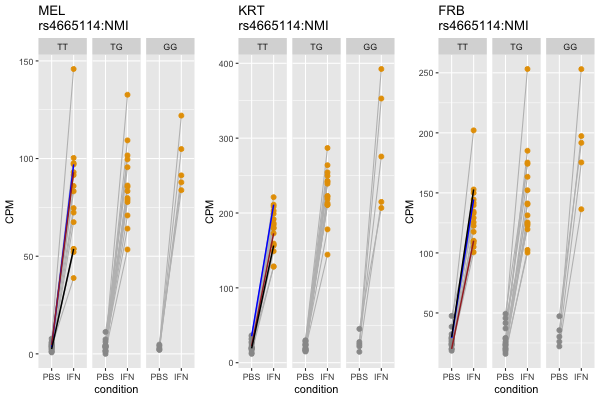 MEL
rs4665114:NMI
TT TG GG
150
100
50
0
CPM
PBS IFN PBS IFN PBS IFN
condition
KRT
rs4665114:NMI
TT TG GG
400
300
200
100
0
CPM
PBS IFN PBS IFN PBS IFN
condition
FRB
rs4665114:NMI
TT TG GG
250
200
150
100
50
CPM
PBS IFN PBS IFN PBS IFN
condition